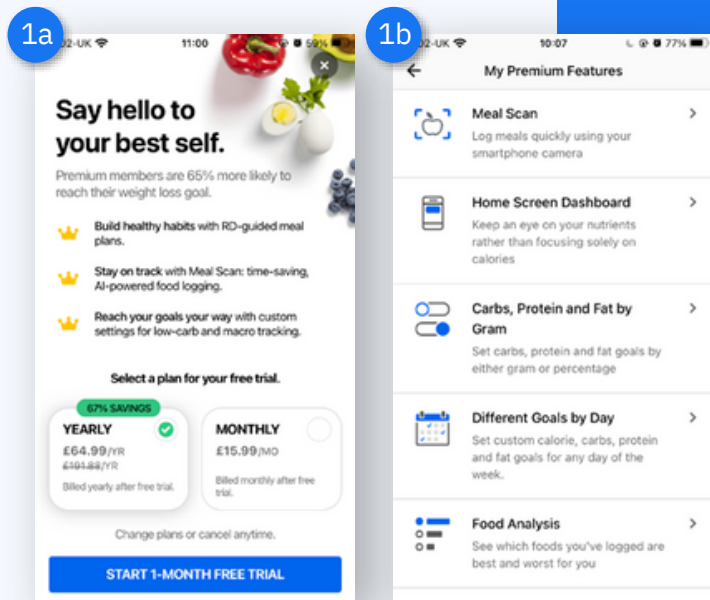 1a
02-UK
11:00
59%
Say hello to
your best self.
Premium members are 65% more likely to
reach their weight loss goal.
Build healthy habits with RD-guided meal
plans.
Stay on track with Meal Scan: time-saving,
AI-powered food logging.
Reach your goals your way with custom
settings for low-carb and macro tracking.
Select a plan for your free trial.
67% SAVINGS
YEARLY
£64.99/YR
£191.88/YR
Billed yearly after free trial.
MONTHLY
£15.99/MO
Billed monthly after free
trial.
Change plans or cancel anytime.
START 1-MONTH FREE TRIAL
1b
02-UK
10:07
77%
My Premium Features
Meal Scan
Log meals quickly using your
smartphone camera
Home Screen Dashboard
Keep an eye on your nutrients
rather than focusing solely on
calories
Carbs, Protein and Fat by
Gram
Set carbs, protein and fat goals by
either gram or percentage
Different Goals by Day
Set custom calorie, carbs, protein
and fat goals for any day of the
week.
Food Analysis
See which foods you've logged are
best and worst for you